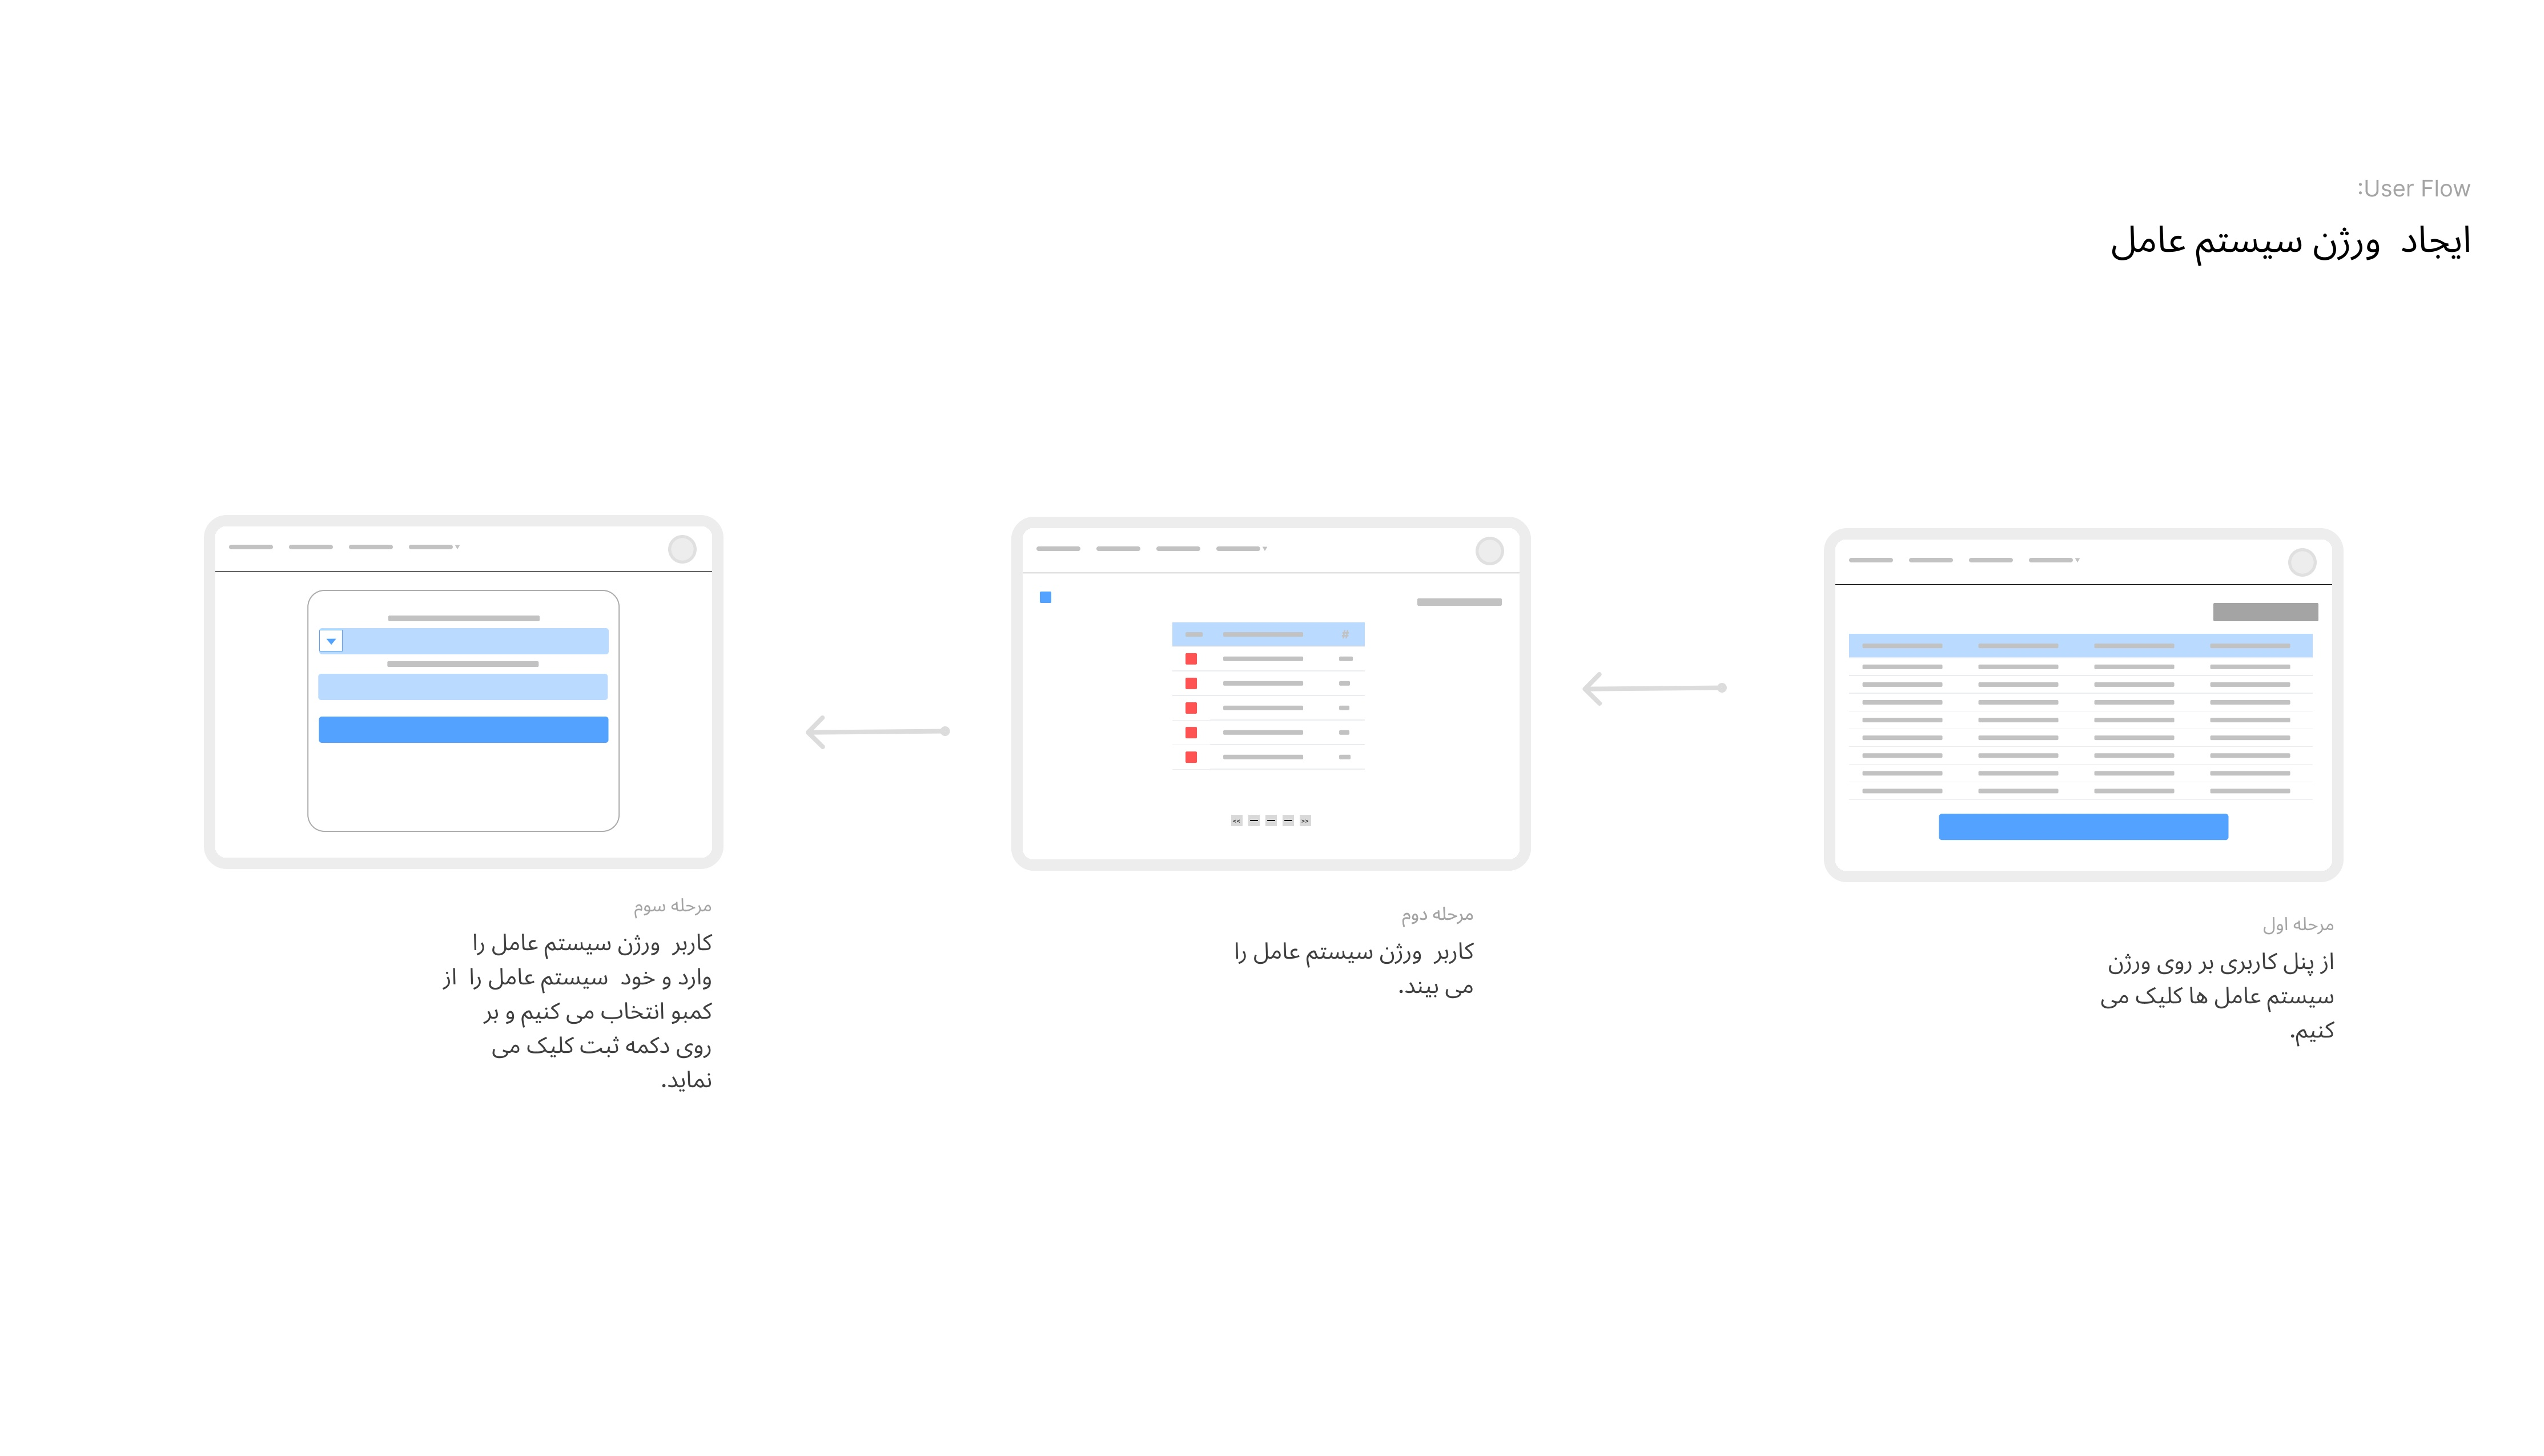 User Flow:
ایجاد ورژن سیستم عامل
#
<<
>>
مرحله اول
از پنل کاربری بر روی ورژن
سیستم عامل ها کلیک می
کنیم.
مرحله دوم
کاربر ورژن سیستم عامل را
می بیند.
مرحله سوم
کاربر ورژن سیستم عامل را
وارد و خود سیستم عامل را از
کمبو انتخاب می کنیم و بر
روی دکمه ثبت کلیک می
نماید.